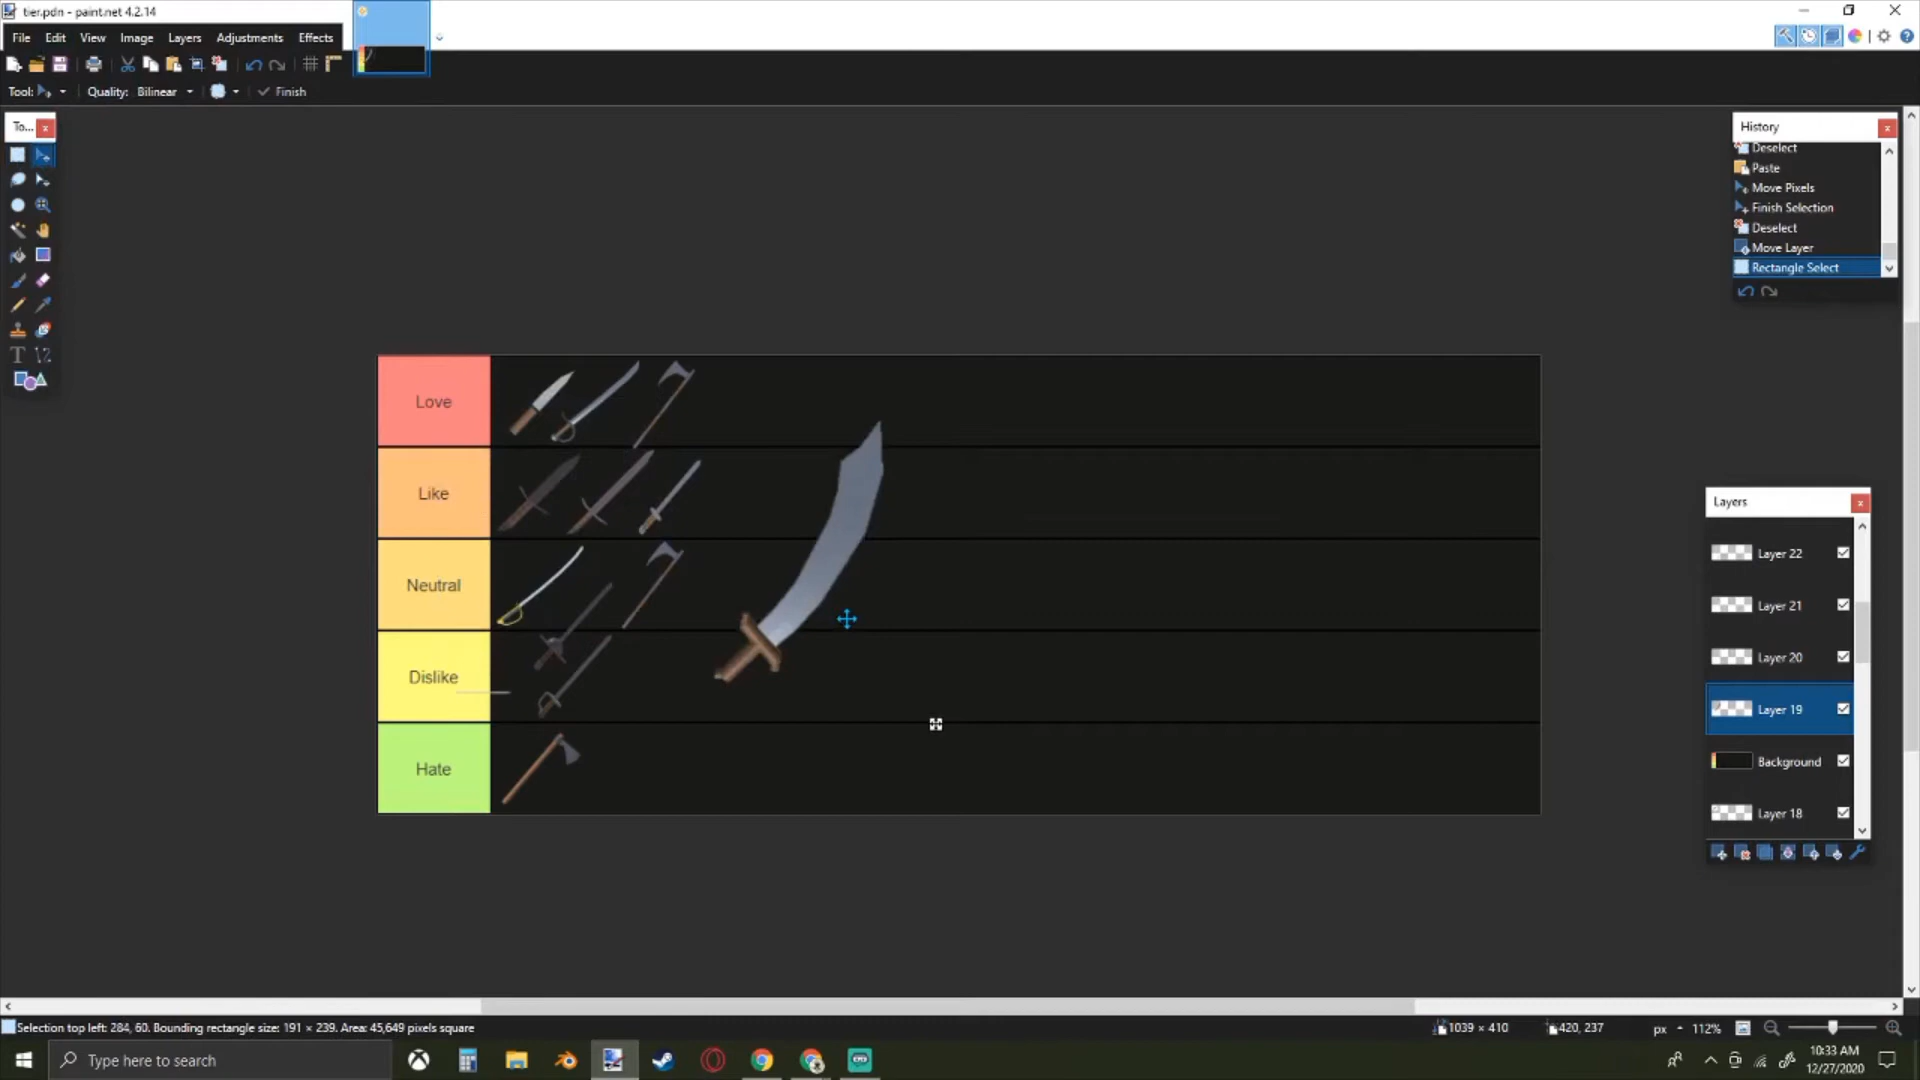 tier.pdn - paint.net 4.2.14
File Edit View Image Layers Adjustments Effects
Tool: Quality: Bilinear Finish
To...
History
Deselect
Paste
Move Pixels
Finish Selection
Deselect
Move Layer
Rectangle Select
Love
Like
Neutral
Dislike
Hate
Layers
Layer 22
Layer 21
Layer 20
Layer 19
Background
Layer 18
Selection top left: 284, 60. Bounding rectangle size: 191 × 239. Area: 45,649 pixels square
1039 × 410 420, 237 px 112%
Type here to search
10:33 AM
12/27/2020